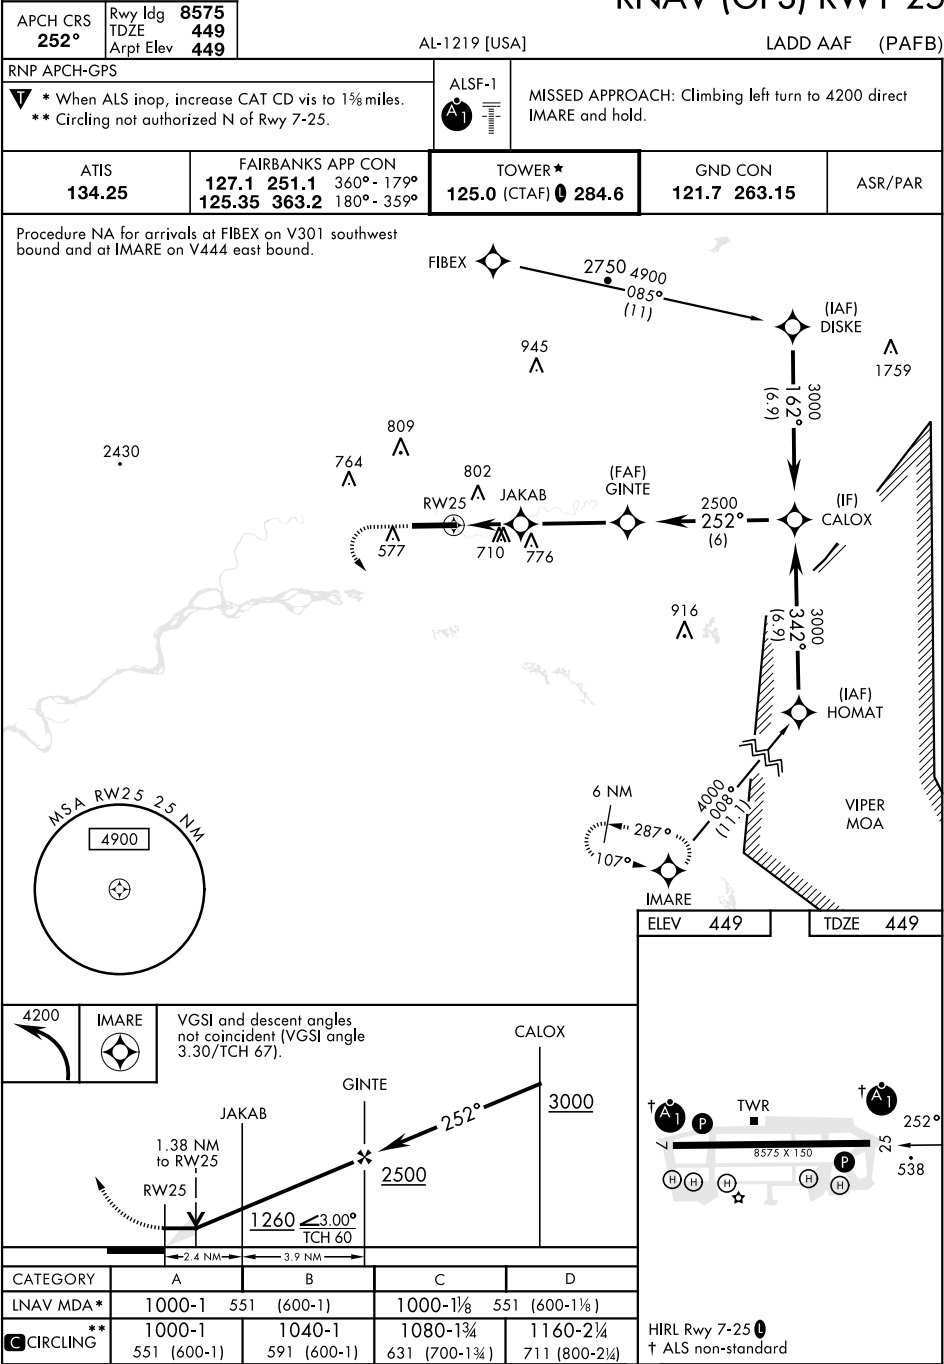 RNAV (GPS) RWY 25
APCH CRS
252°
Rwy ldg 8575
TDZE 449
Arpt Elev 449
AL-1219 [USA]
LADD AAF (PAFB)
RNP APCH-GPS
T * When ALS inop, increase CAT CD vis to 1⅝ miles.
** Circling not authorized N of Rwy 7-25.
ALSF-1
A1
MISSED APPROACH: Climbing left turn to 4200 direct
IMARE and hold.
ATIS
134.25
FAIRBANKS APP CON
127.1 251.1 360°- 179°
125.35 363.2 180°- 359°
TOWER★
125.0 (CTAF) L 284.6
GND CON
121.7 263.15
ASR/PAR
Procedure NA for arrivals at FIBEX on V301 southwest
bound and at IMARE on V444 east bound.
FIBEX
2750
4900
085°
(11)
(IAF)
DISKE
945
1759
3000
162°
(6.9)
809
2430
764
802
RW25
JAKAB
(FAF)
GINTE
2500
252°
(6)
(IF)
CALOX
577
710
776
916
3000
342°
(6.9)
(IAF)
HOMAT
4000
008°
(11.1)
6 NM
287°
107°
IMARE
VIPER
MOA
MSA RW25 25 NM
4900
ELEV 449
TDZE 449
4200
IMARE
VGSI and descent angles
not coincident (VGSI angle
3.30/TCH 67).
CALOX
GINTE
JAKAB
252°
3000
1.38 NM
to RW25
2500
RW25
1260
3.00°
TCH 60
2.4 NM
3.9 NM
† A1
P
TWR
† A1
252°
7
8575 X 150
25
P
538
H
H
H
H
H
CATEGORY A B C D
LNAV MDA* 1000-1 551 (600-1) 1000-1⅛ 551 (600-1⅛)
C CIRCLING ** 1000-1 1040-1 1080-1¾ 1160-2¼
551 (600-1) 591 (600-1) 631 (700-1¾) 711 (800-2¼)
HIRL Rwy 7-25 L
† ALS non-standard